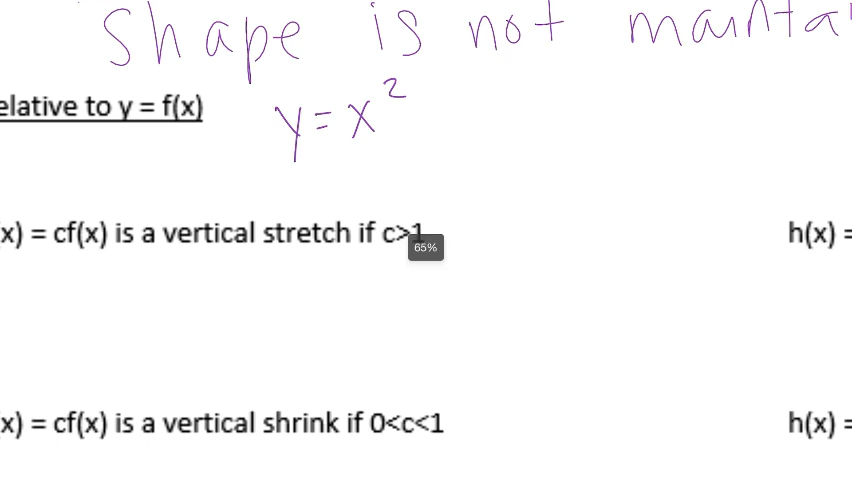 shape is not mainta
elative to y = f(x) y = x²
x) = cf(x) is a vertical stretch if c>1 h(x) =
65%
x) = cf(x) is a vertical shrink if 0<c<1 h(x) =